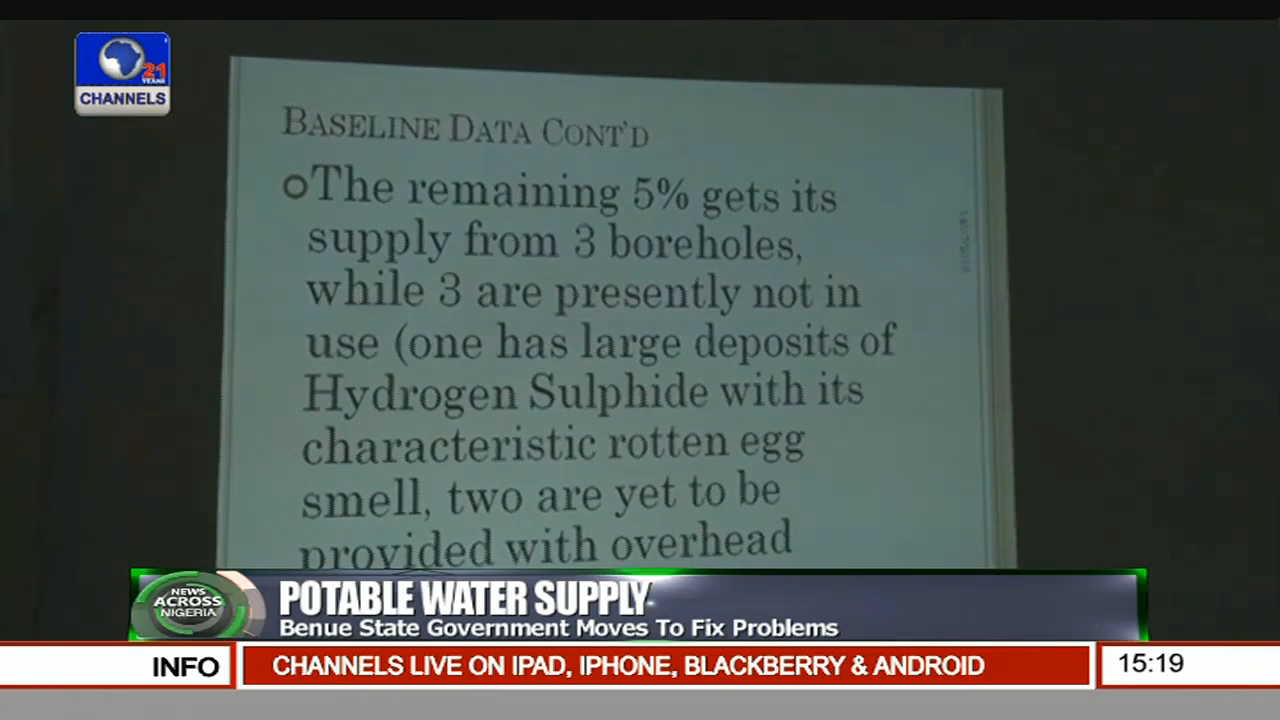 21
YEARS
CHANNELS
BASELINE DATA CONT'D
The remaining 5% gets its
supply from 3 boreholes,
while 3 are presently not in
use (one has large deposits of
Hydrogen Sulphide with its
characteristic rotten egg
smell, two are yet to be
provided with overhead
NEWS
ACROSS
NIGERIA
POTABLE WATER SUPPLY
Benue State Government Moves To Fix Problems
INFO
CHANNELS LIVE ON IPAD, IPHONE, BLACKBERRY & ANDROID
15:19